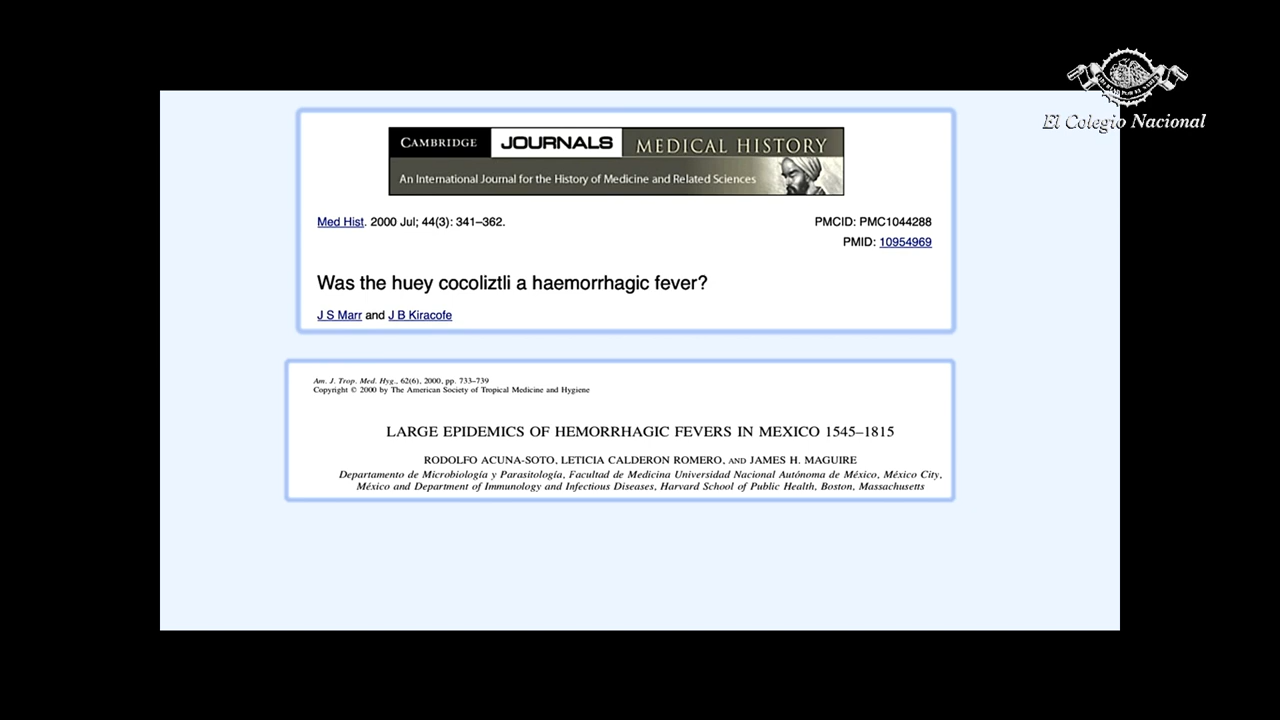 El Colegio Nacional
CAMBRIDGE JOURNALS MEDICAL HISTORY
An International Journal for the History of Medicine and Related Sciences
Med Hist. 2000 Jul; 44(3): 341–362.
PMCID: PMC1044288
PMID: 10954969
Was the huey cocoliztli a haemorrhagic fever?
J S Marr and J B Kiracofe
Am. J. Trop. Med. Hyg., 62(6), 2000, pp. 733–739
Copyright © 2000 by The American Society of Tropical Medicine and Hygiene
LARGE EPIDEMICS OF HEMORRHAGIC FEVERS IN MEXICO 1545–1815
RODOLFO ACUNA-SOTO, LETICIA CALDERON ROMERO, AND JAMES H. MAGUIRE
Departamento de Microbiología y Parasitología, Facultad de Medicina Universidad Nacional Autónoma de México, México City,
México and Department of Immunology and Infectious Diseases, Harvard School of Public Health, Boston, Massachusetts